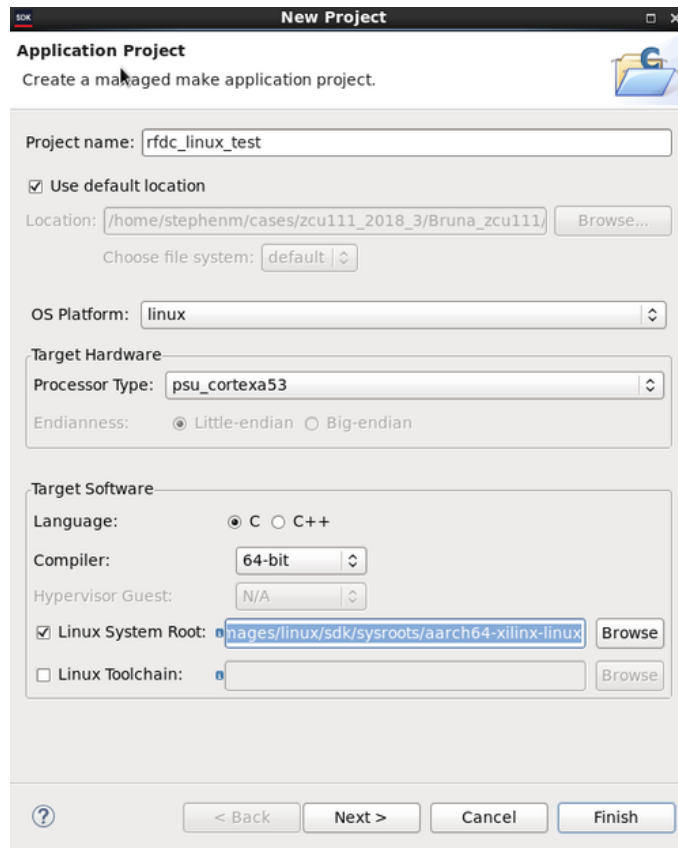 SDK New Project
Application Project
Create a managed make application project.
C
Project name: rfdc_linux_test
Use default location
Location: /home/stephenm/cases/zcu111_2018_3/Bruna_zcu111/ Browse...
Choose file system: default
OS Platform: linux
Target Hardware
Processor Type: psu_cortexa53
Endianness: Little-endian Big-endian
Target Software
Language: C C++
Compiler: 64-bit
Hypervisor Guest: N/A
Linux System Root: mages/linux/sdk/sysroots/aarch64-xilinx-linux Browse
Linux Toolchain: Browse
? < Back Next > Cancel Finish